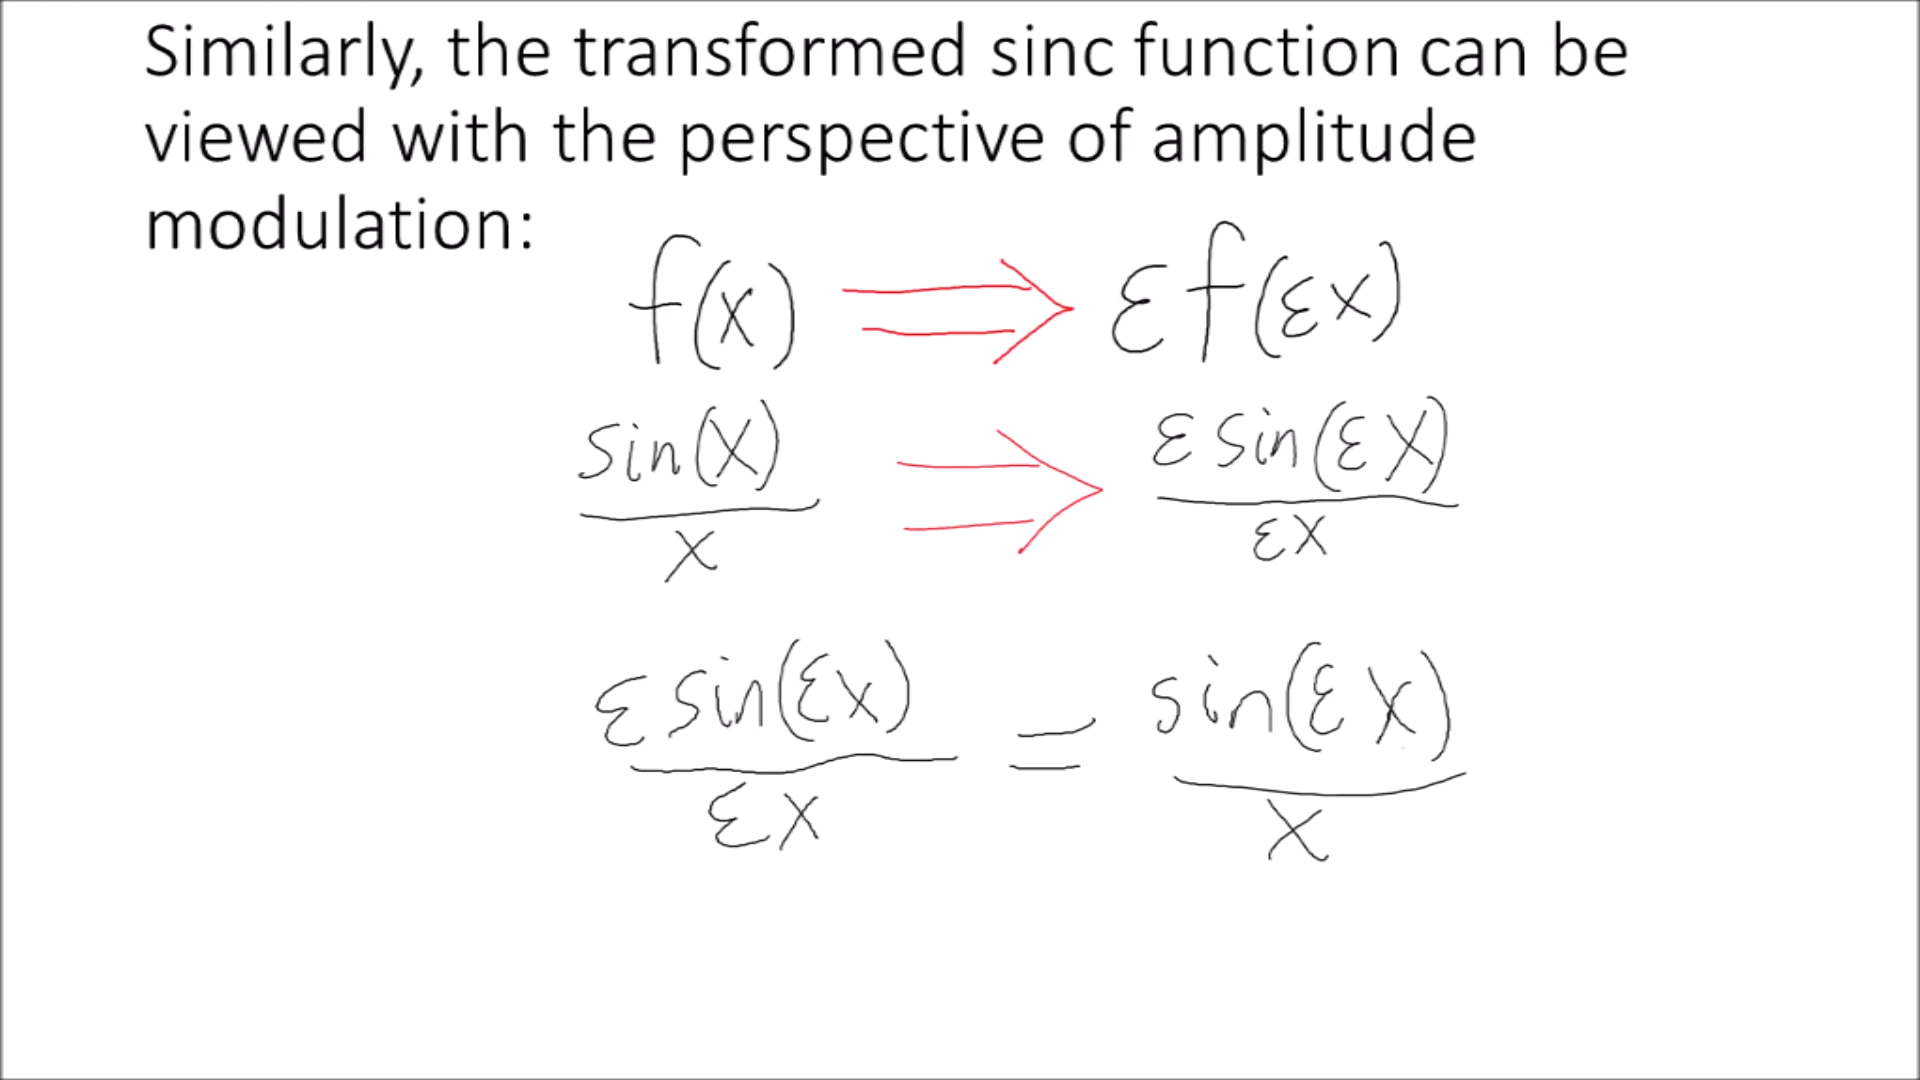 Similarly, the transformed sinc function can be
viewed with the perspective of amplitude
modulation:
f(x) ⇒ εf(εx)
sin(x)/x ⇒ ε sin(εx)/εx
ε sin(εx)/εx = sin(εx)/x